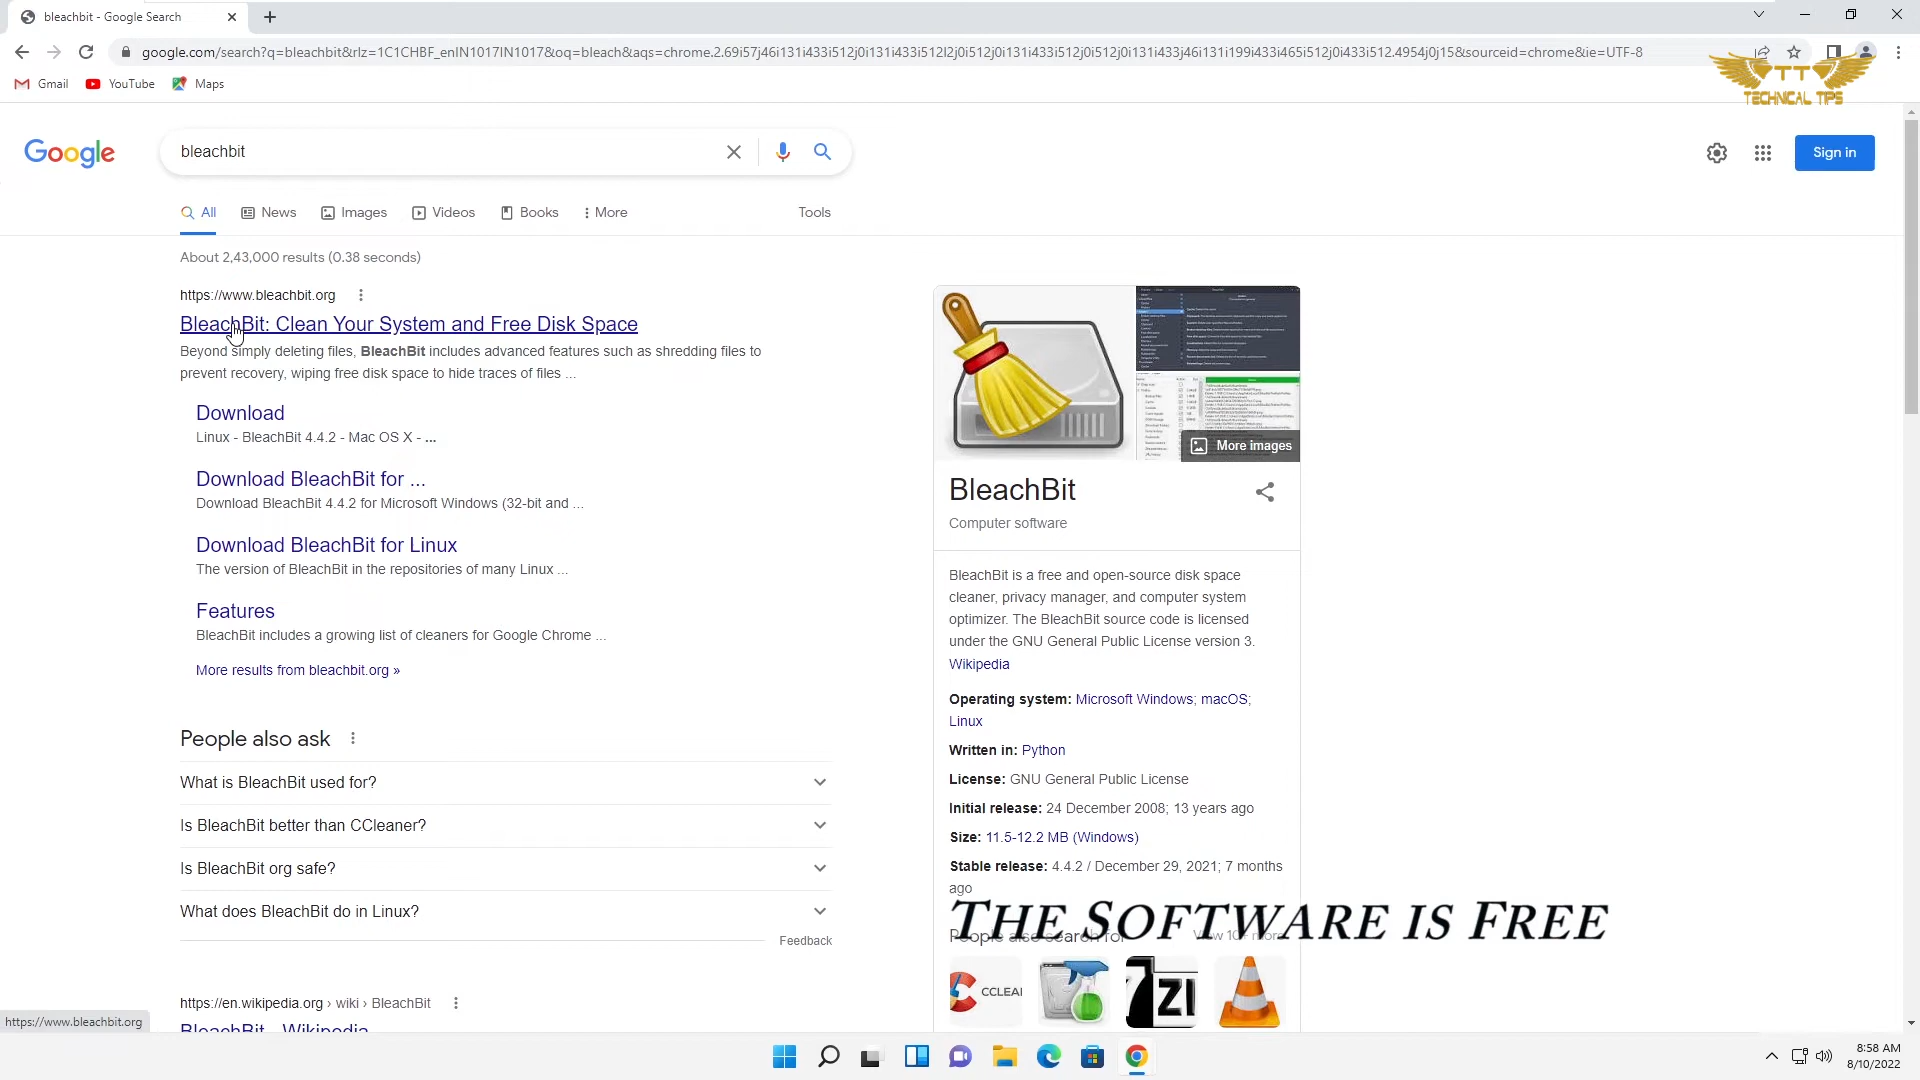 bleachbit - Google Search
google.com/search?q=bleachbit&rlz=1C1CHBF_enIN1017IN1017&oq=bleach&aqs=chrome.2.69i57j46i131i433i512j0i131i433i512l2j0i512j0i131i433i512j0i512j0i131i433j46i131i199i433i465i512j0i433i512.4954j0j15&sourceid=chrome&ie=UTF-8
Gmail YouTube Maps
TT
TECHNICAL TIPS
Google
bleachbit
Sign in
All News Images Videos Books More Tools
About 2,43,000 results (0.38 seconds)
https://www.bleachbit.org
BleachBit: Clean Your System and Free Disk Space
Beyond simply deleting files, BleachBit includes advanced features such as shredding files to
prevent recovery, wiping free disk space to hide traces of files ...
Download
Linux - BleachBit 4.4.2 - Mac OS X - ...
Download BleachBit for ...
Download BleachBit 4.4.2 for Microsoft Windows (32-bit and ...
Download BleachBit for Linux
The version of BleachBit in the repositories of many Linux ...
Features
BleachBit includes a growing list of cleaners for Google Chrome ...
More results from bleachbit.org »
People also ask
What is BleachBit used for?
Is BleachBit better than CCleaner?
Is BleachBit org safe?
What does BleachBit do in Linux?
Feedback
https://en.wikipedia.org › wiki › BleachBit
BleachBit - Wikipedia
https://www.bleachbit.org
More images
BleachBit
Computer software
BleachBit is a free and open-source disk space
cleaner, privacy manager, and computer system
optimizer. The BleachBit source code is licensed
under the GNU General Public License version 3.
Wikipedia
Operating system: Microsoft Windows; macOS;
Linux
Written in: Python
License: GNU General Public License
Initial release: 24 December 2008; 13 years ago
Size: 11.5-12.2 MB (Windows)
Stable release: 4.4.2 / December 29, 2021; 7 months
ago
THE SOFTWARE IS FREE
People also search for View 10+ more
CCLEAN
7ZI
8:58 AM
8/10/2022